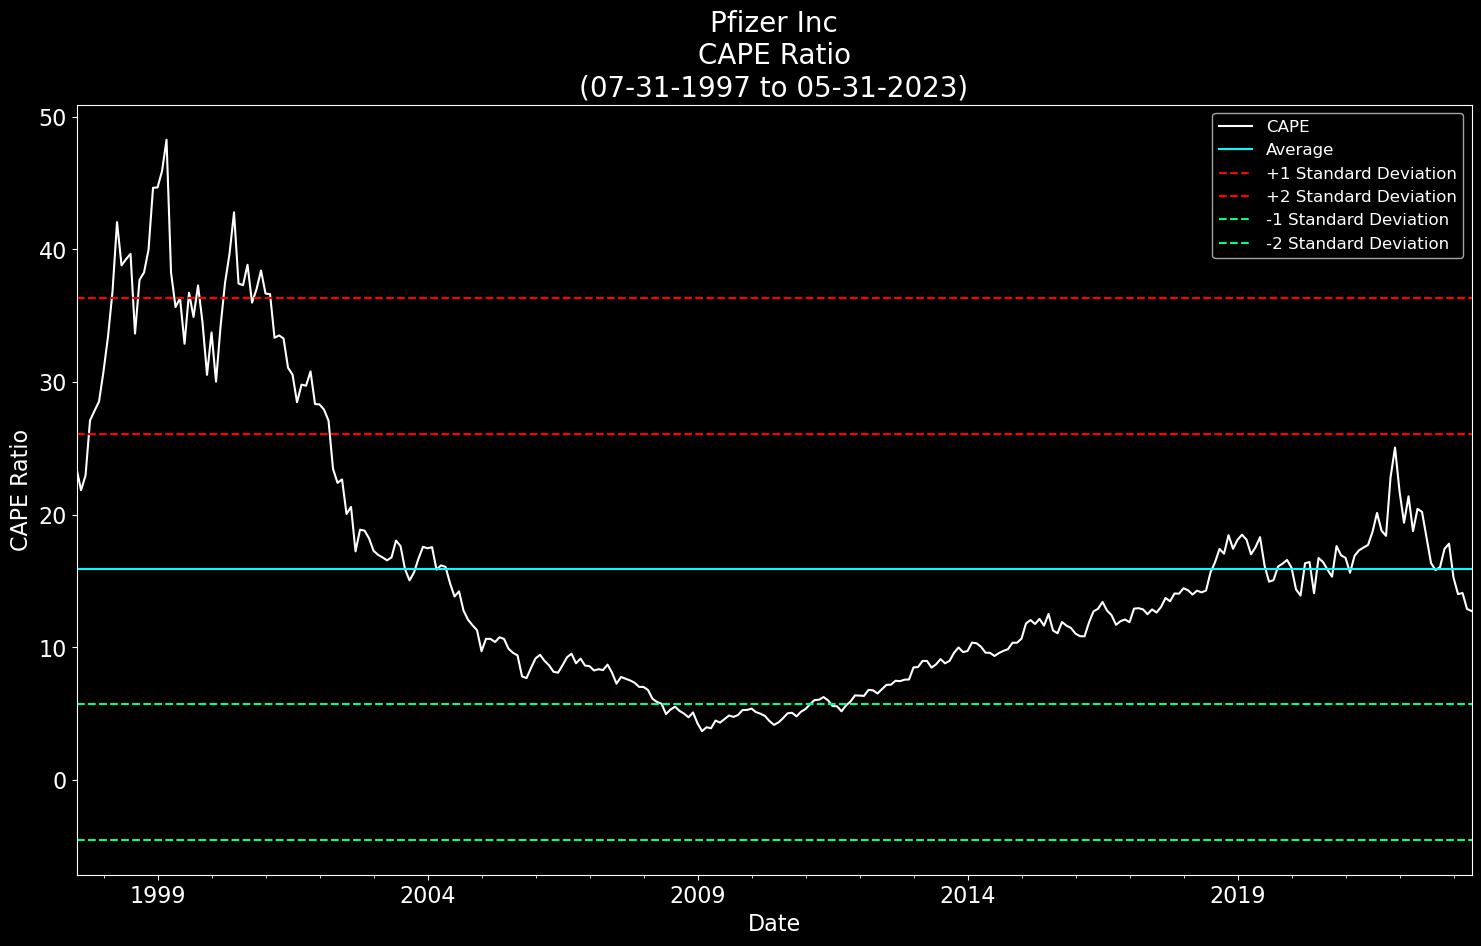 Pfizer Inc
CAPE Ratio
(07-31-1997 to 05-31-2023)
CAPE
Average
+1 Standard Deviation
+2 Standard Deviation
-1 Standard Deviation
-2 Standard Deviation
CAPE Ratio
50
40
30
20
10
0
1999 2004 2009 2014 2019
Date